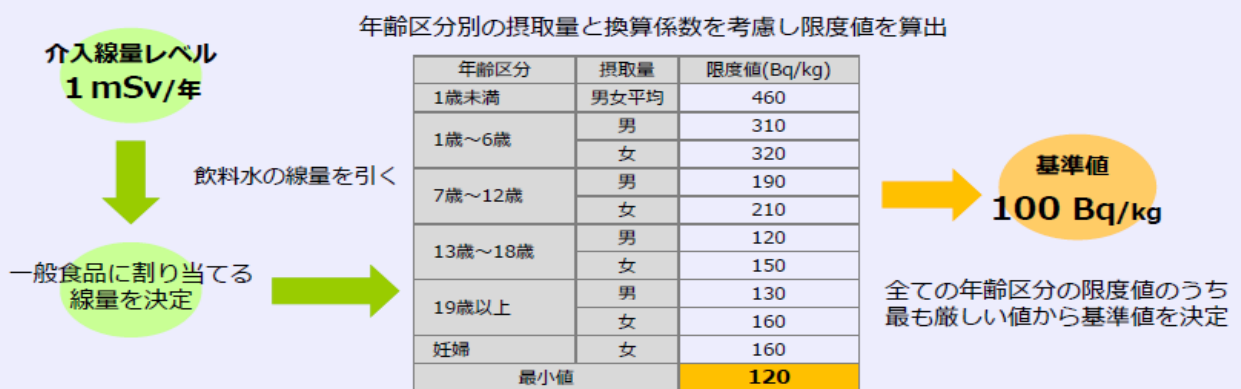 年齢区分別の摂取量と換算係数を考慮し限度値を算出
介入線量レベル
1 mSv/年
飲料水の線量を引く
一般食品に割り当てる
線量を決定
年齢区分 摂取量 限度値(Bq/kg)
1歳未満 男女平均 460
1歳～6歳 男 310
女 320
7歳～12歳 男 190
女 210
13歳～18歳 男 120
女 150
19歳以上 男 130
女 160
妊婦 女 160
最小値 120
基準値
100 Bq/kg
全ての年齢区分の限度値のうち
最も厳しい値から基準値を決定